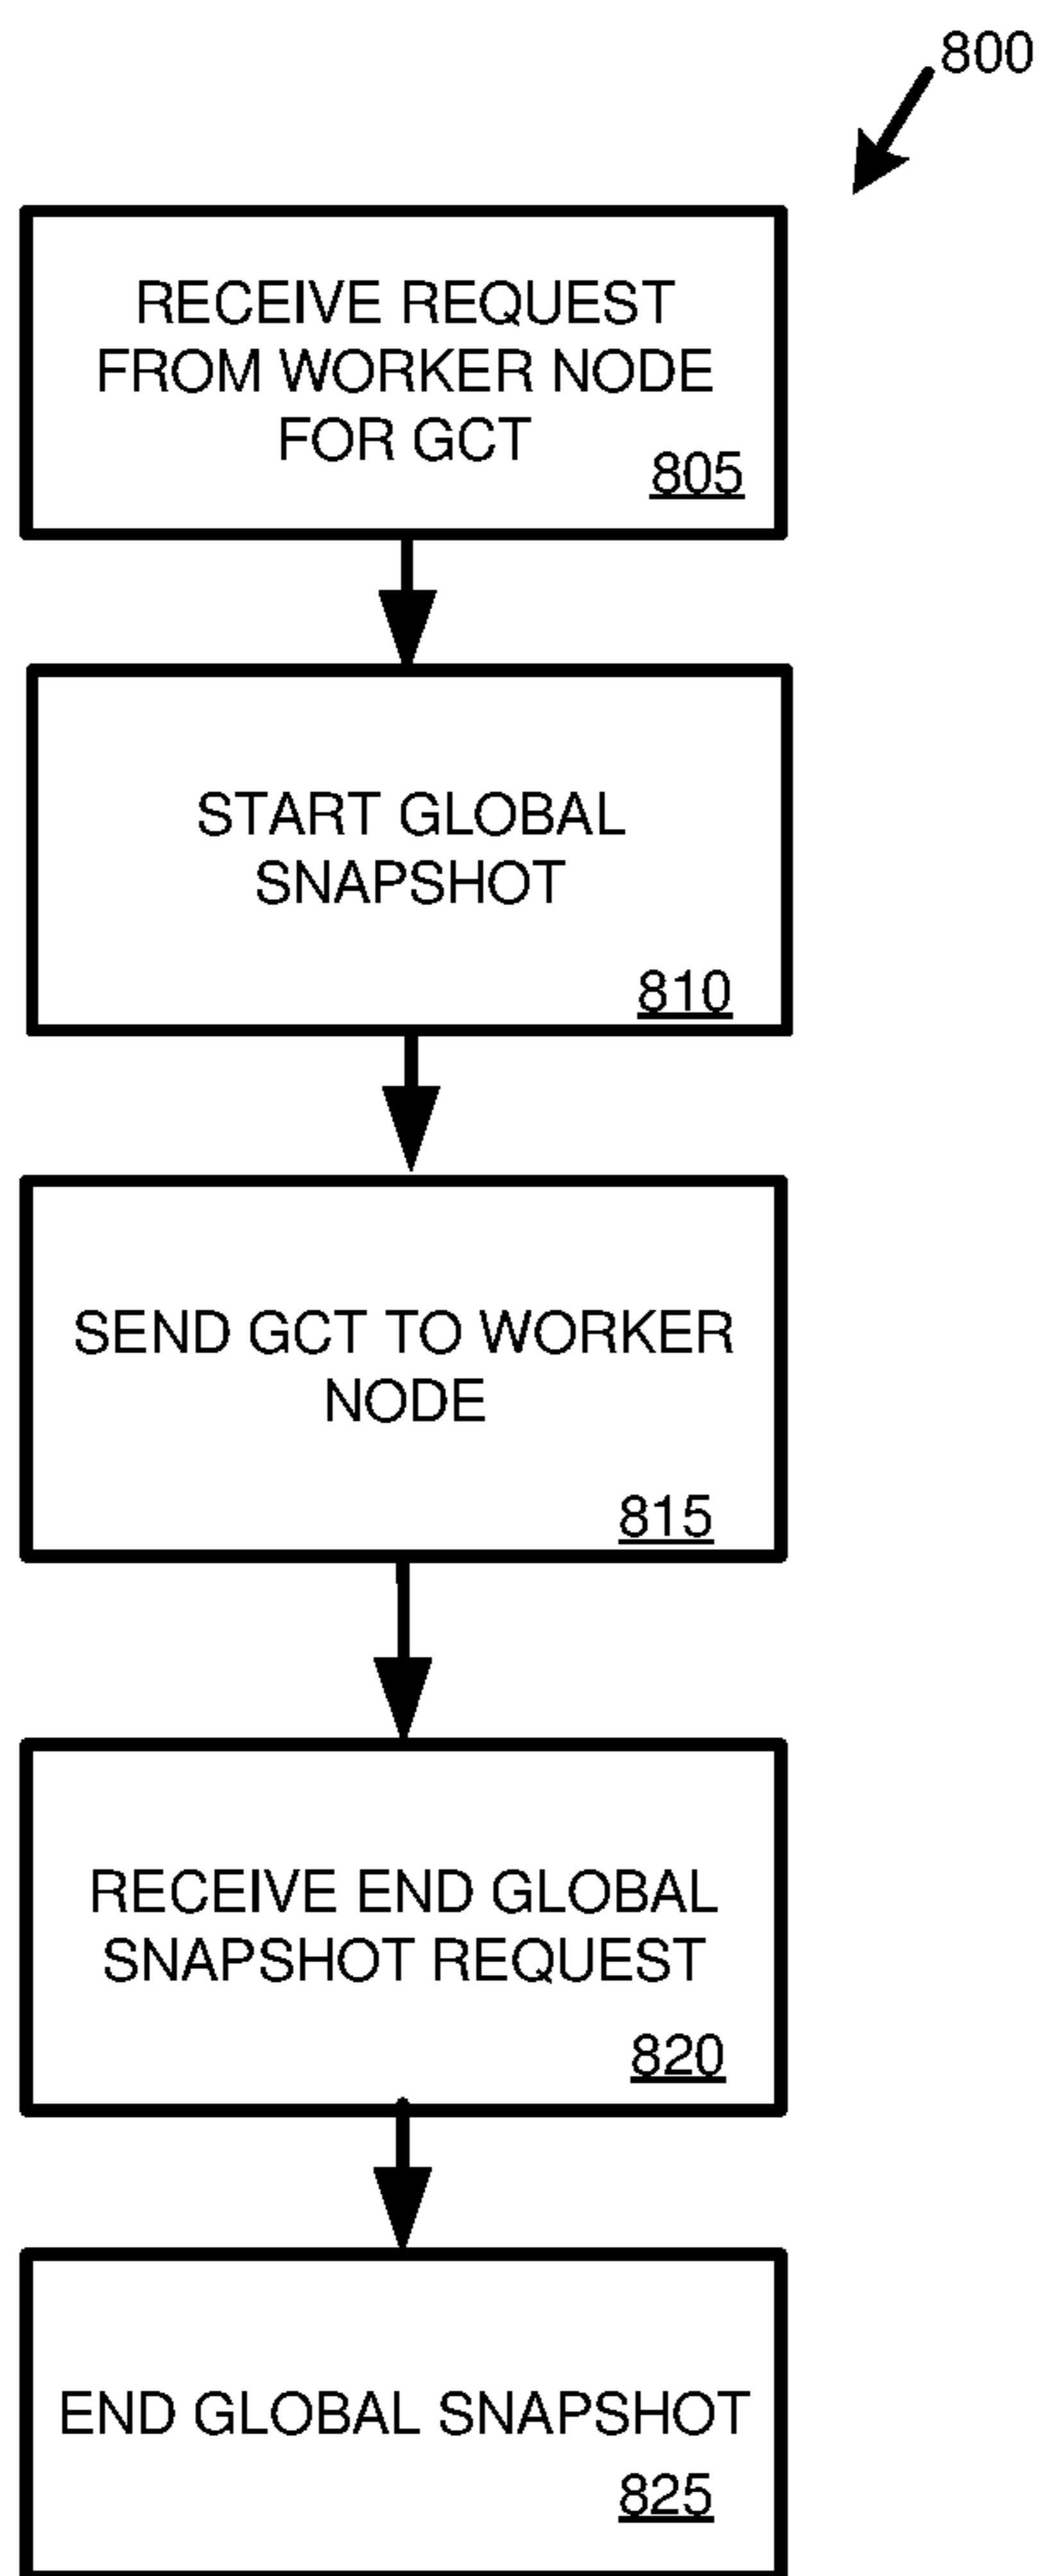 800
RECEIVE REQUEST
FROM WORKER NODE
FOR GCT
805
START GLOBAL
SNAPSHOT
810
SEND GCT TO WORKER
NODE
815
RECEIVE END GLOBAL
SNAPSHOT REQUEST
820
END GLOBAL SNAPSHOT
825